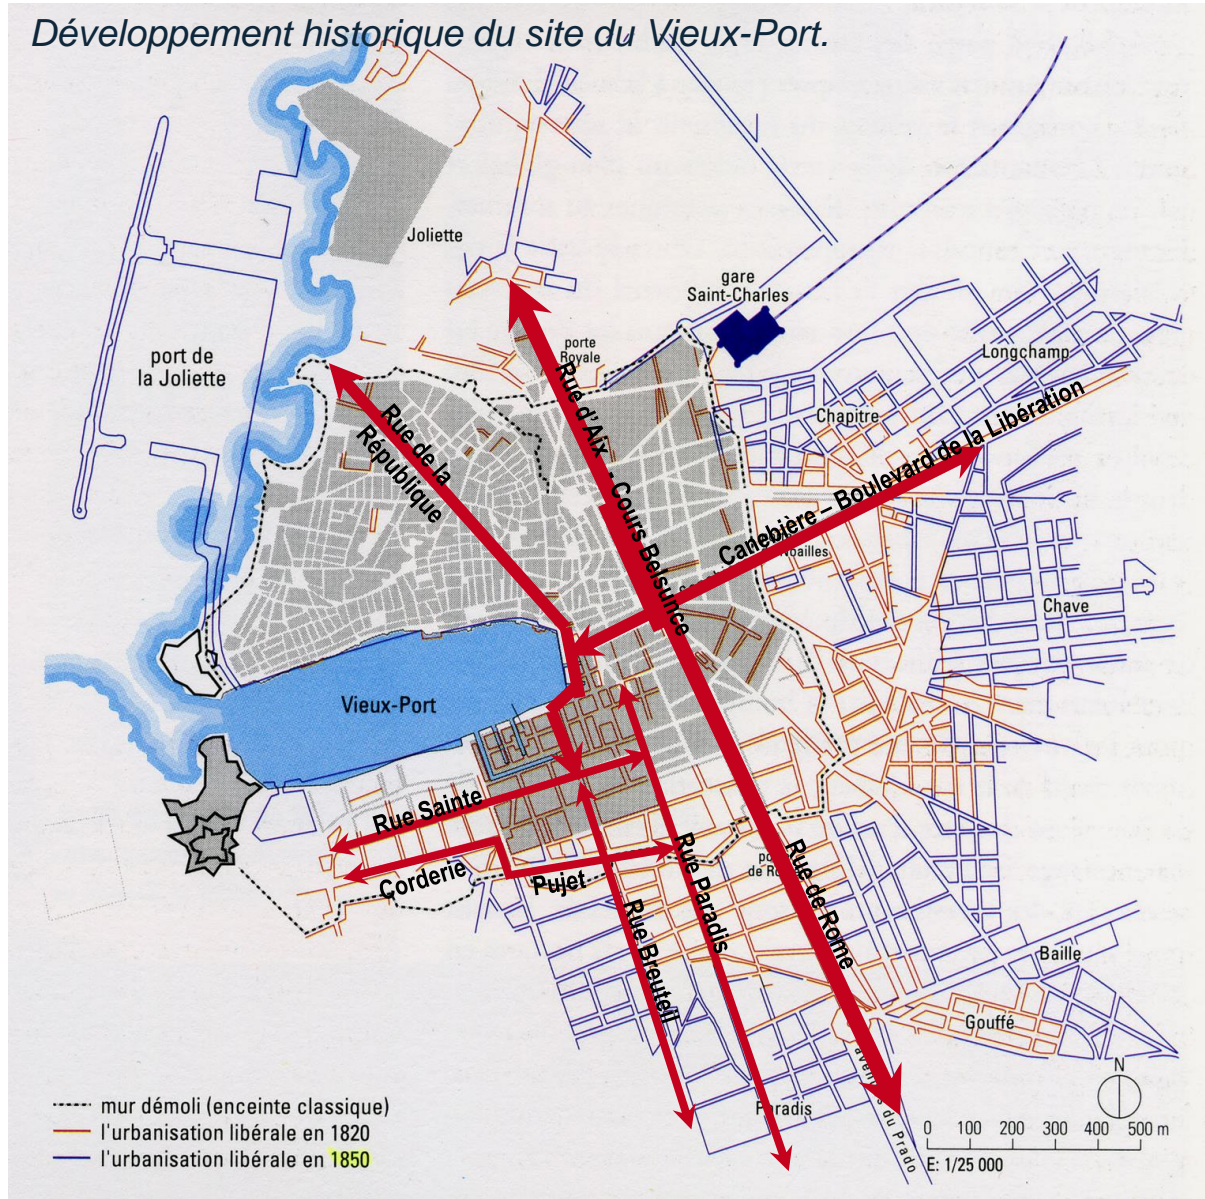 Développement historique du site du Vieux-Port.
Joliette
gare
Saint-Charles
porte
Royale
port de
la Joliette
Longchamp
Chapitre
Rue d'Aix - Cours Belsunce
Rue de la
République
Canebière – Boulevard de la Libération
Noailles
Chave
Vieux-Port
Rue Sainte
Corderie
Pujet
Rue Paradis
Rue Breuteil
Rue de Rome
Baille
Gouffé
Paradis
du Prado
N
0 100 200 300 400 500 m
E: 1/25 000
mur démoli (enceinte classique)
l'urbanisation libérale en 1820
l'urbanisation libérale en 1850